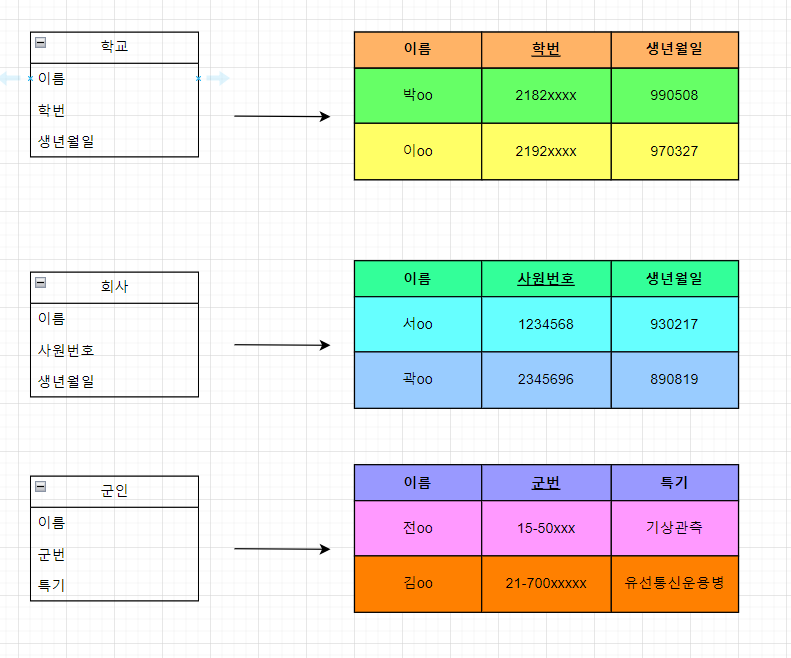 학교
이름
학번
생년월일
이름 학번 생년월일
박oo 2182xxxx 990508
이oo 2192xxxx 970327
회사
이름
사원번호
생년월일
이름 사원번호 생년월일
서oo 1234568 930217
곽oo 2345696 890819
군인
이름
군번
특기
이름 군번 특기
전oo 15-50xxx 기상관측
김oo 21-700xxxxx 유선통신운용병